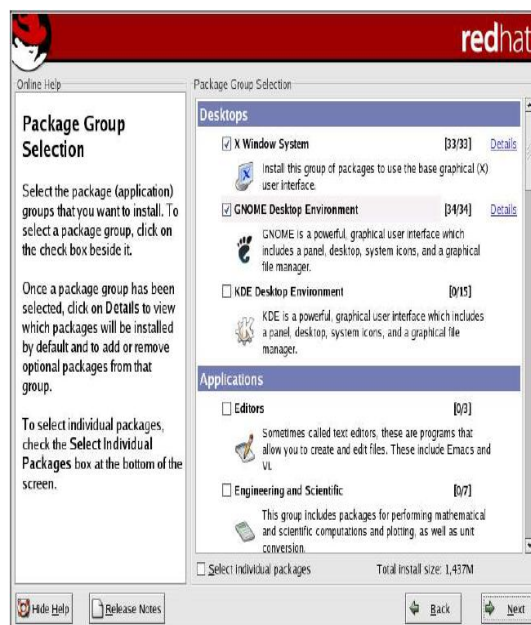 redhat
Online Help
Package Group
Selection
Select the package (application)
groups that you want to install. To
select a package group, click on
the check box beside it.
Once a package group has been
selected, click on Details to view
which packages will be installed
by default and to add or remove
optional packages from that
group.
To select individual packages,
check the Select Individual
Packages box at the bottom of the
screen.
Package Group Selection
Desktops
X Window System [33/33] Details
Install this group of packages to use the base graphical (X)
user interface.
GNOME Desktop Environment [34/34] Details
GNOME is a powerful, graphical user interface which
includes a panel, desktop, system icons, and a graphical
file manager.
KDE Desktop Environment [0/15]
KDE is a powerful, graphical user interface which includes
a panel, desktop, system icons, and a graphical file
manager.
Applications
Editors [0/3]
Sometimes called text editors, these are programs that
allow you to create and edit files. These include Emacs and
Vi.
Engineering and Scientific [0/7]
This group includes packages for performing mathematical
and scientific computations and plotting, as well as unit
conversion.
Select individual packages Total install size: 1,437M
Hide Help Release Notes Back Next